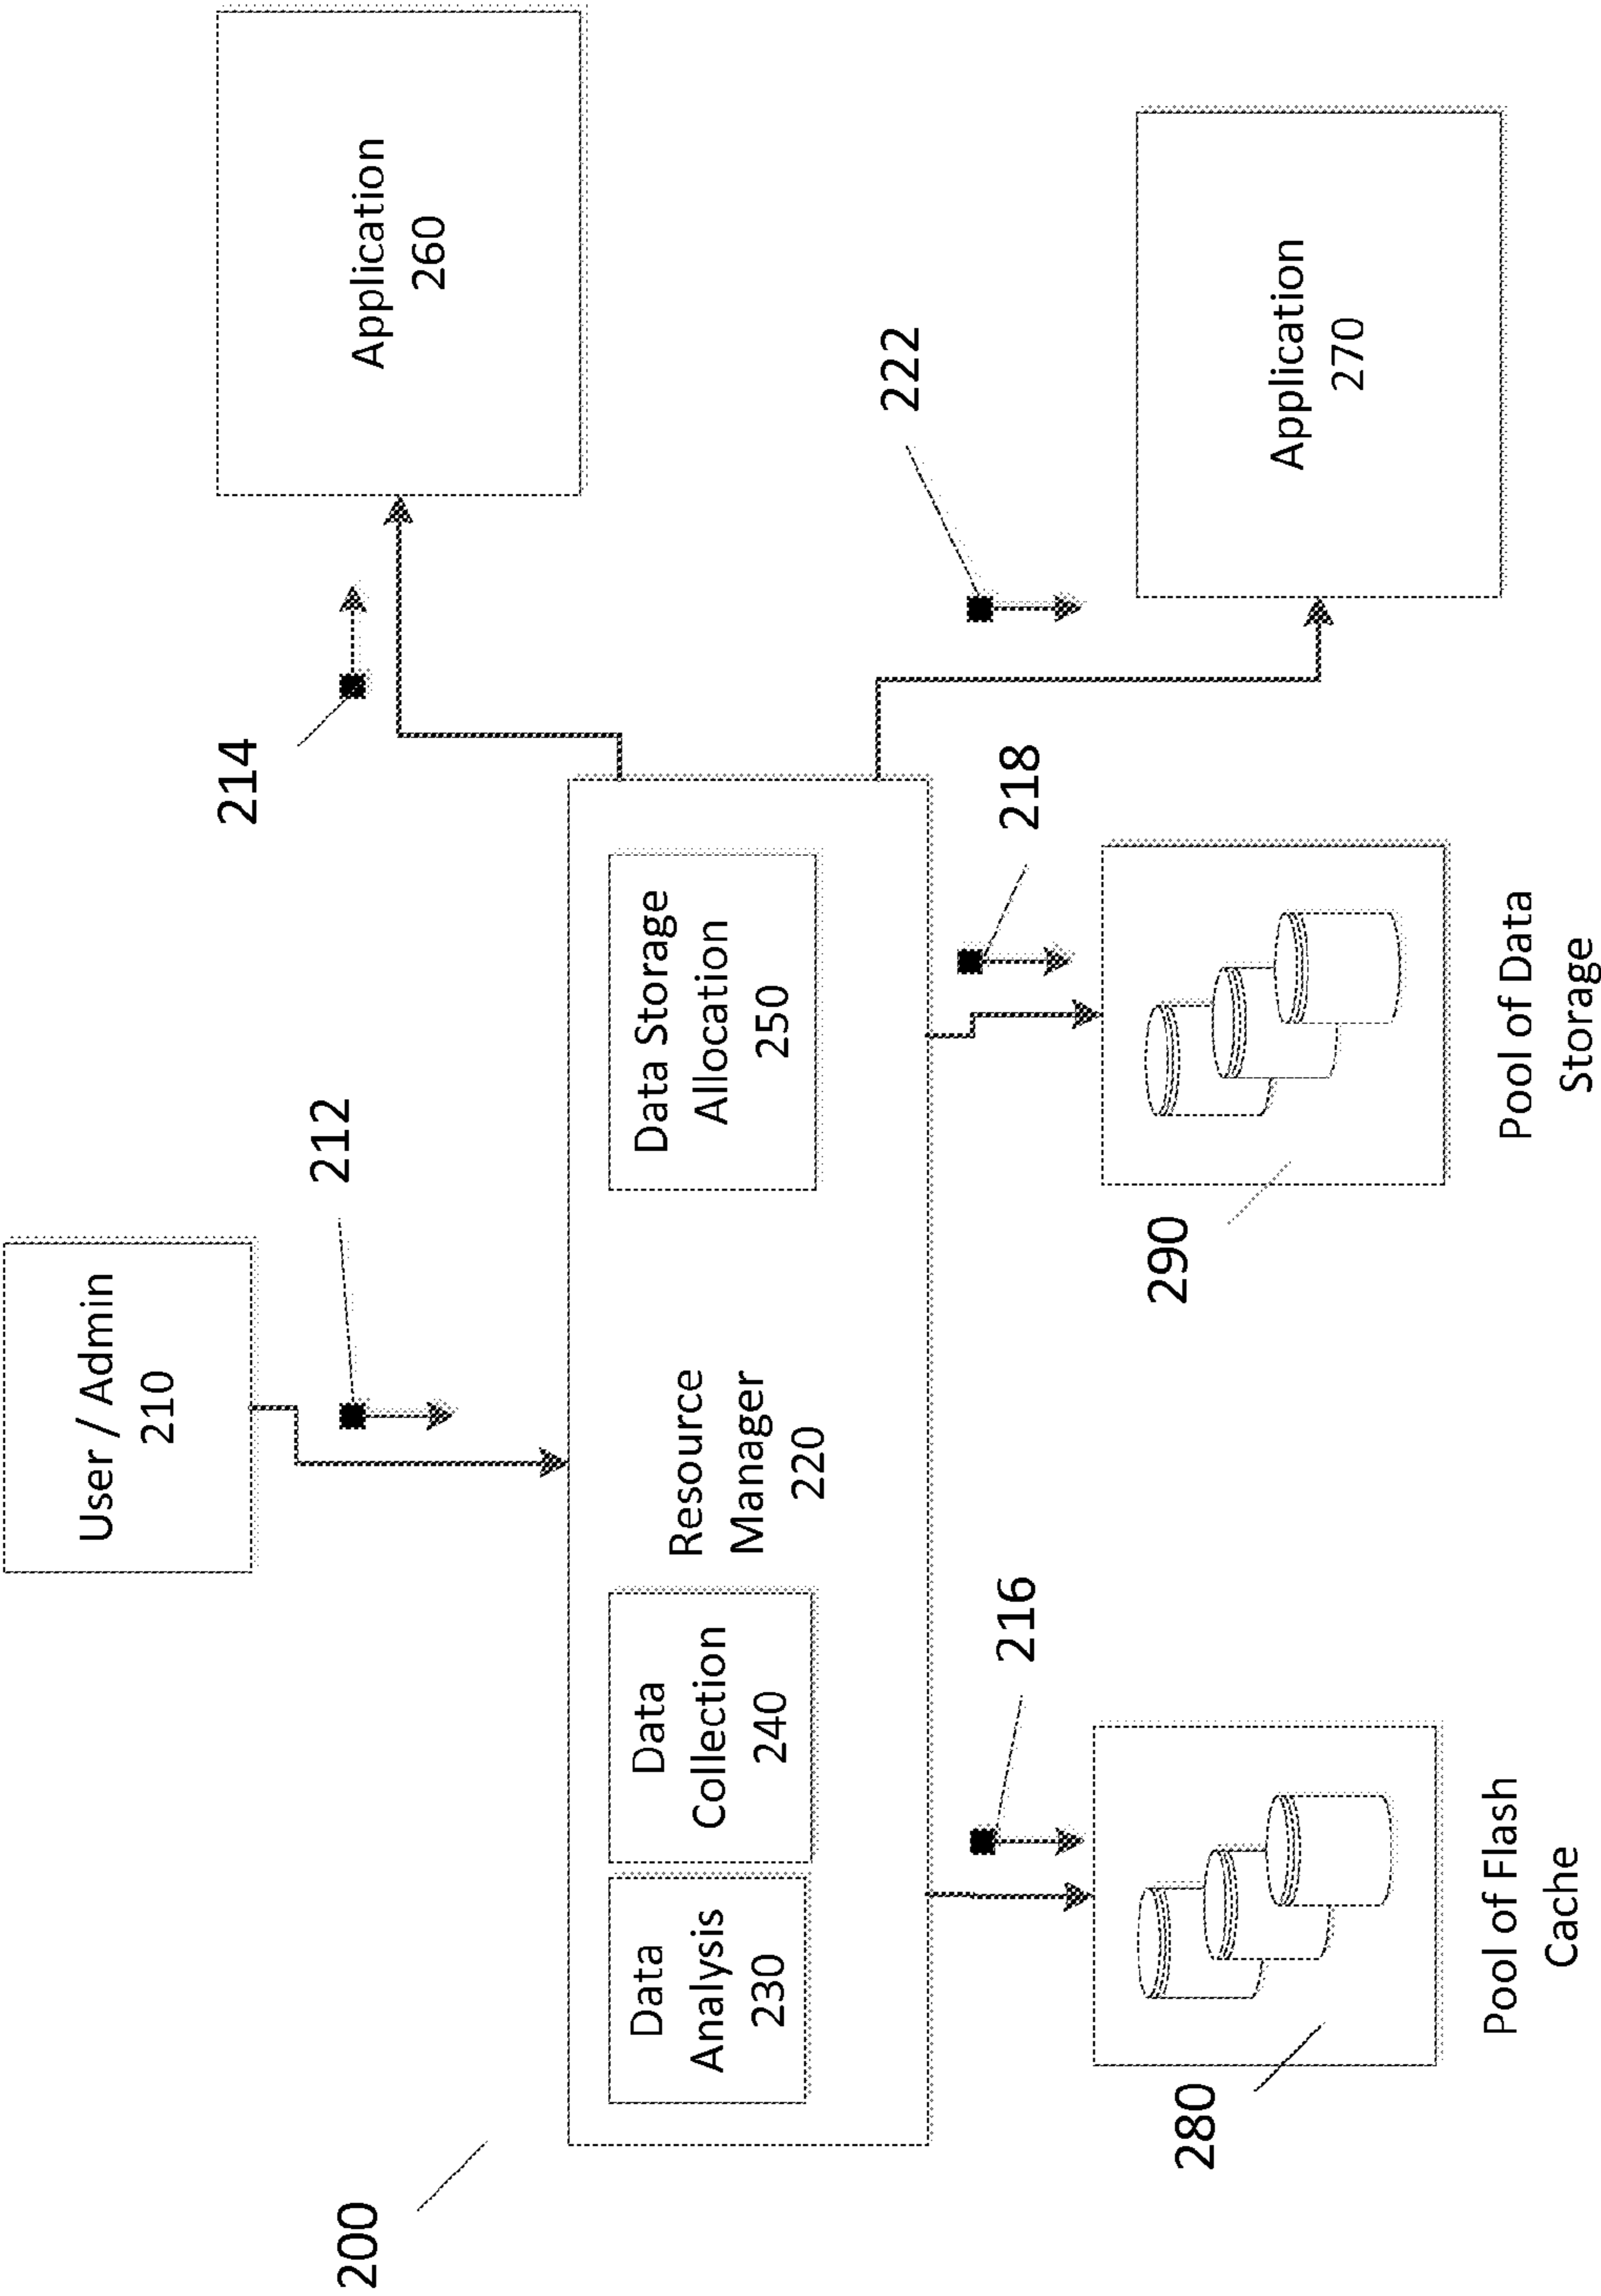 200
User / Admin
210
212
214
Application
260
Data
Analysis
230
Data
Collection
240
Resource
Manager
220
Data Storage
Allocation
250
222
Application
270
216
218
280
Pool of Flash
Cache
290
Pool of Data
Storage